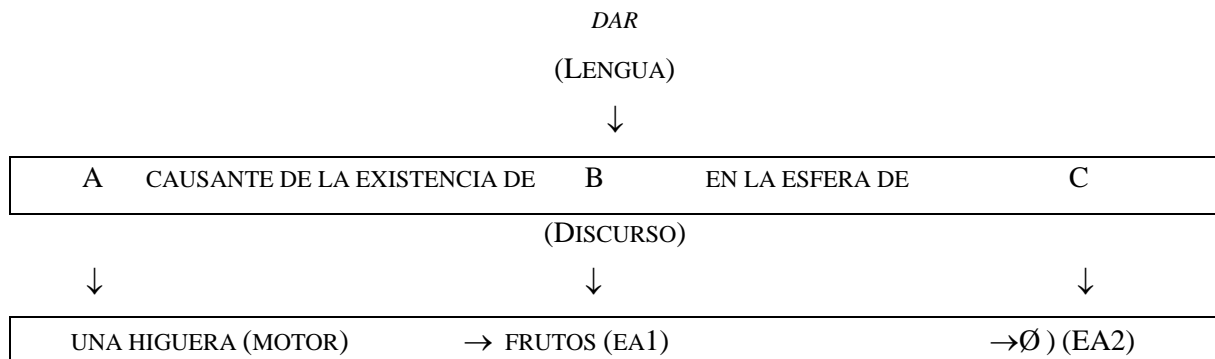 DAR
(LENGUA)
↓
A CAUSANTE DE LA EXISTENCIA DE B EN LA ESFERA DE C
(DISCURSO)
↓ ↓ ↓
UNA HIGUERA (MOTOR) → FRUTOS (EA1) →Ø ) (EA2)